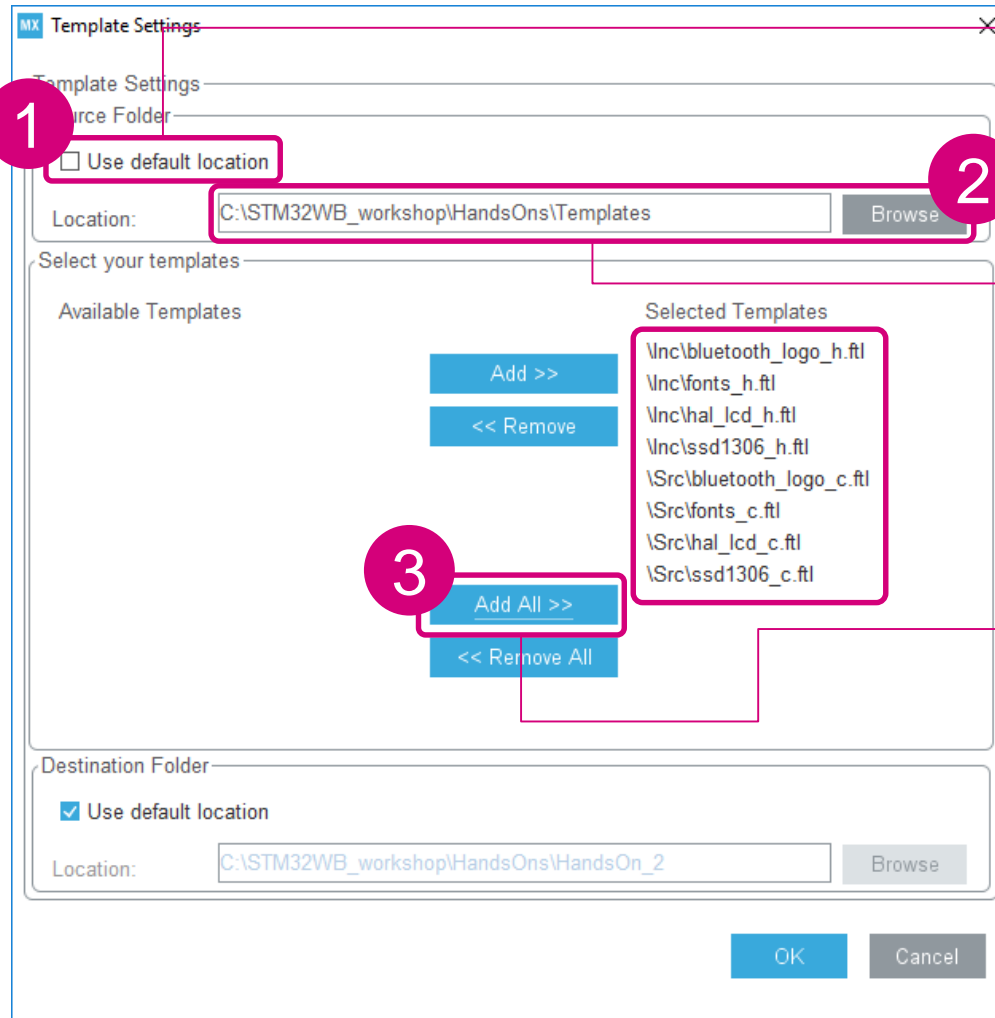 MX Template Settings
Template Settings
1
urce Folder
Use default location
2
Location: C:\STM32WB_workshop\HandsOns\Templates Browse
Select your templates
Available Templates
Selected Templates
\Inc\bluetooth_logo_h.ftl
\Inc\fonts_h.ftl
\Inc\hal_lcd_h.ftl
\Inc\ssd1306_h.ftl
\Src\bluetooth_logo_c.ftl
\Src\fonts_c.ftl
\Src\hal_lcd_c.ftl
\Src\ssd1306_c.ftl
Add >>
<< Remove
3
Add All >>
<< Remove All
Destination Folder
Use default location
Location: C:\STM32WB_workshop\HandsOns\HandsOn_2 Browse
OK Cancel